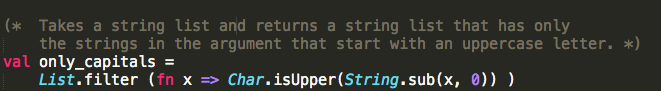 (*  Takes a string list and returns a string list that has only
    the strings in the argument that start with an uppercase letter. *)
val only_capitals =
    List.filter (fn x => Char.isUpper(String.sub(x, 0)) )